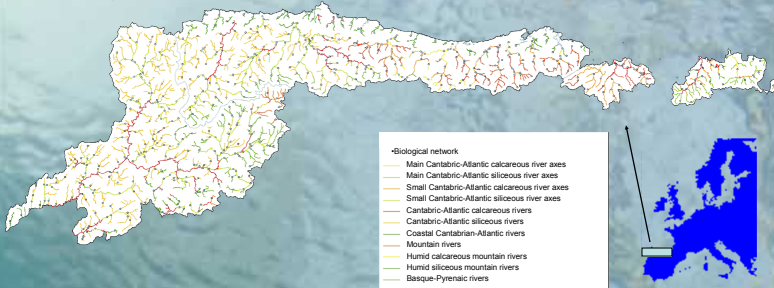 •Biological network
Main Cantabric-Atlantic calcareous river axes
Main Cantabric-Atlantic siliceous river axes
Small Cantabric-Atlantic calcareous river axes
Small Cantabric-Atlantic siliceous river axes
Cantabric-Atlantic calcareous rivers
Cantabric-Atlantic siliceous rivers
Coastal Cantabrian-Atlantic rivers
Mountain rivers
Humid calcareous mountain rivers
Humid siliceous mountain rivers
Basque-Pyrenaic rivers